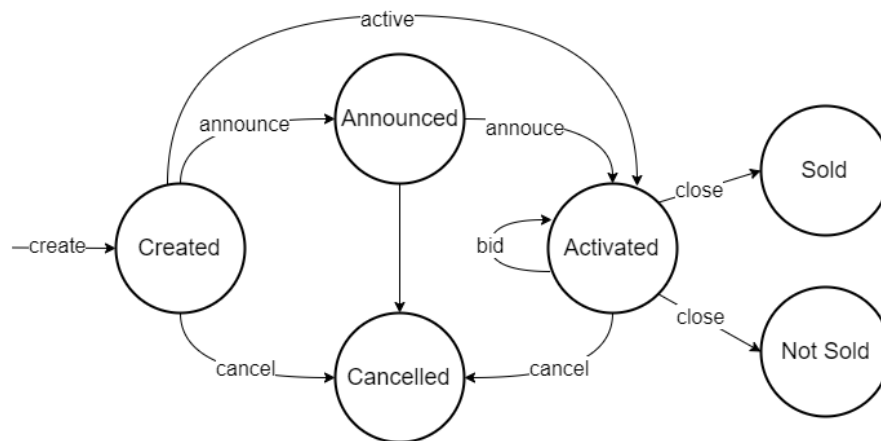 active
announce
Announced
annouce
Sold
close
create
Created
bid
Activated
close
Not Sold
cancel
Cancelled
cancel